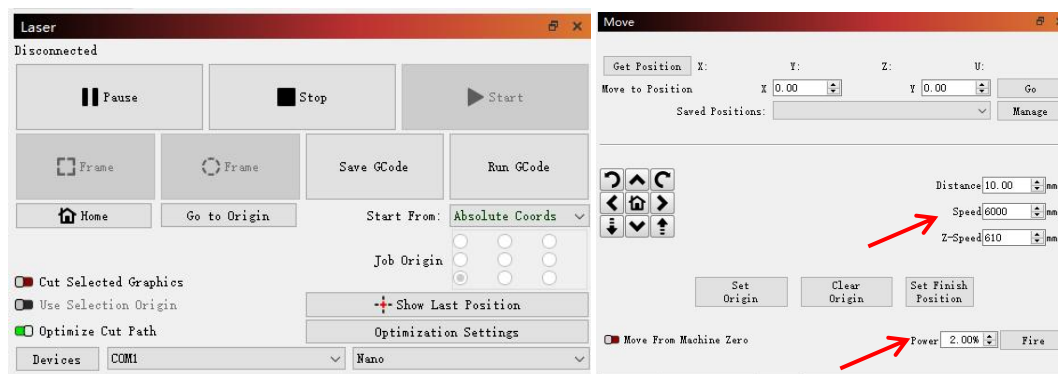 Laser
Disconnected
Pause
Stop
Start
Frame
Frame
Save GCode
Run GCode
Home
Go to Origin
Start From: Absolute Coords
Job Origin
Cut Selected Graphics
Use Selection Origin
Show Last Position
Optimize Cut Path
Optimization Settings
Devices
COM1
Nano
Move
Get Position X: Y: Z: U:
Move to Position X 0.00 Y 0.00 Go
Saved Positions: Manage
Distance 10.00 mm
Speed 6000
Z-Speed 610
Set Origin
Clear Origin
Set Finish Position
Move From Machine Zero
Power 2.00% Fire